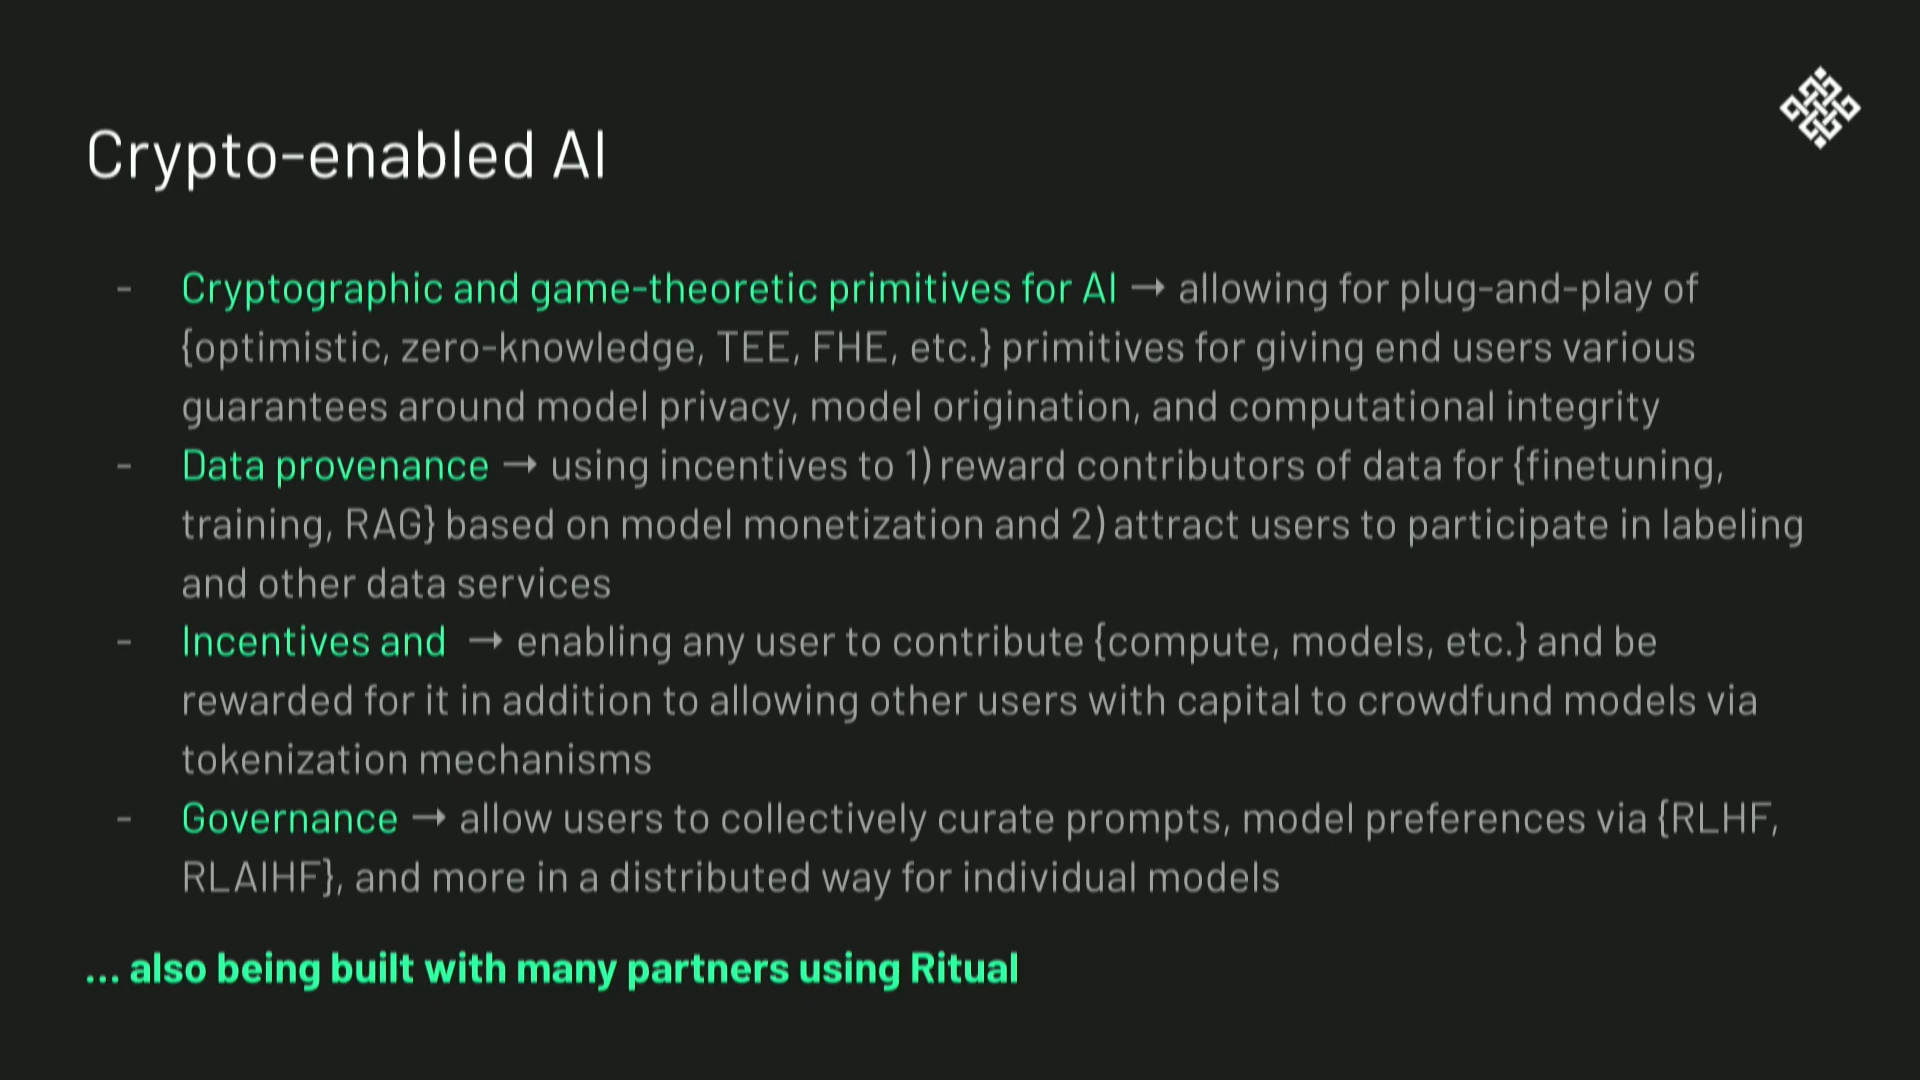 Crypto-enabled AI
- Cryptographic and game-theoretic primitives for AI → allowing for plug-and-play of
{optimistic, zero-knowledge, TEE, FHE, etc.} primitives for giving end users various
guarantees around model privacy, model origination, and computational integrity
- Data provenance → using incentives to 1) reward contributors of data for {finetuning,
training, RAG} based on model monetization and 2) attract users to participate in labeling
and other data services
- Incentives and → enabling any user to contribute {compute, models, etc.} and be
rewarded for it in addition to allowing other users with capital to crowdfund models via
tokenization mechanisms
- Governance → allow users to collectively curate prompts, model preferences via {RLHF,
RLAIHF}, and more in a distributed way for individual models
... also being built with many partners using Ritual